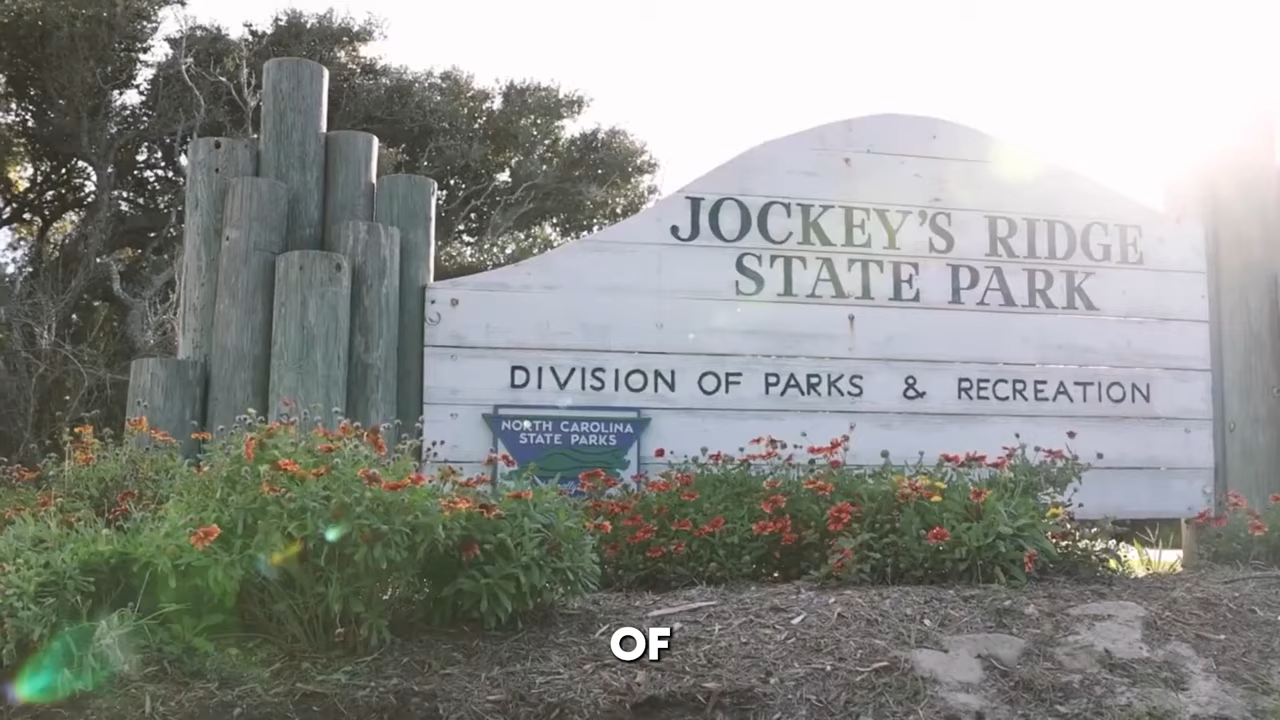 JOCKEY'S RIDGE
STATE PARK
DIVISION OF PARKS & RECREATION
NORTH CAROLINA
STATE PARKS
OF